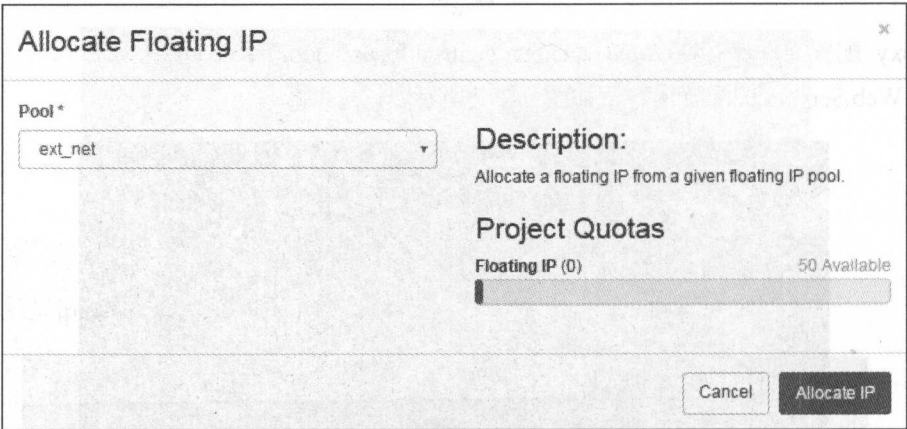 Allocate Floating IP
×
Pool *
ext_net
Description:
Allocate a floating IP from a given floating IP pool.
Project Quotas
Floating IP (0)
50 Available
Cancel
Allocate IP